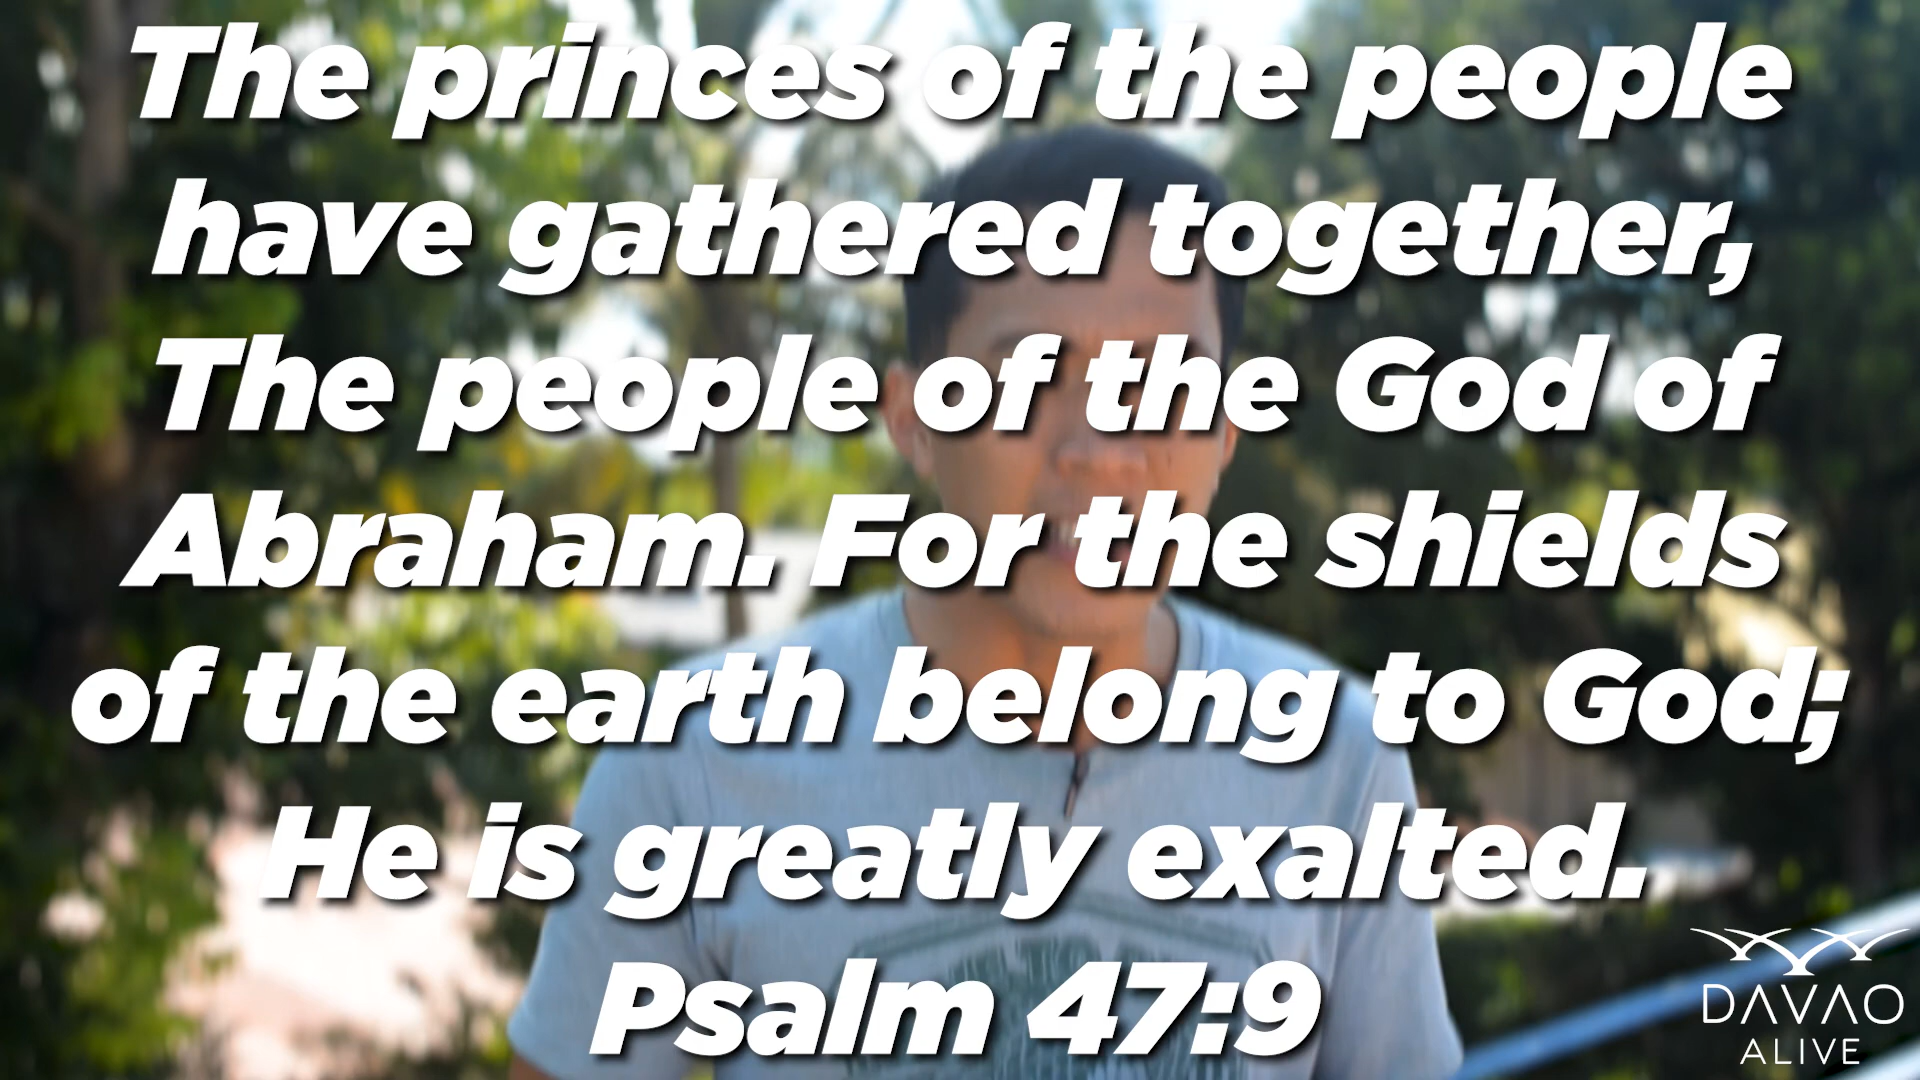 The princes of the people
have gathered together,
The people of the God of
Abraham. For the shields
of the earth belong to God;
He is greatly exalted.
Psalm 47:9
DAVAO
ALIVE